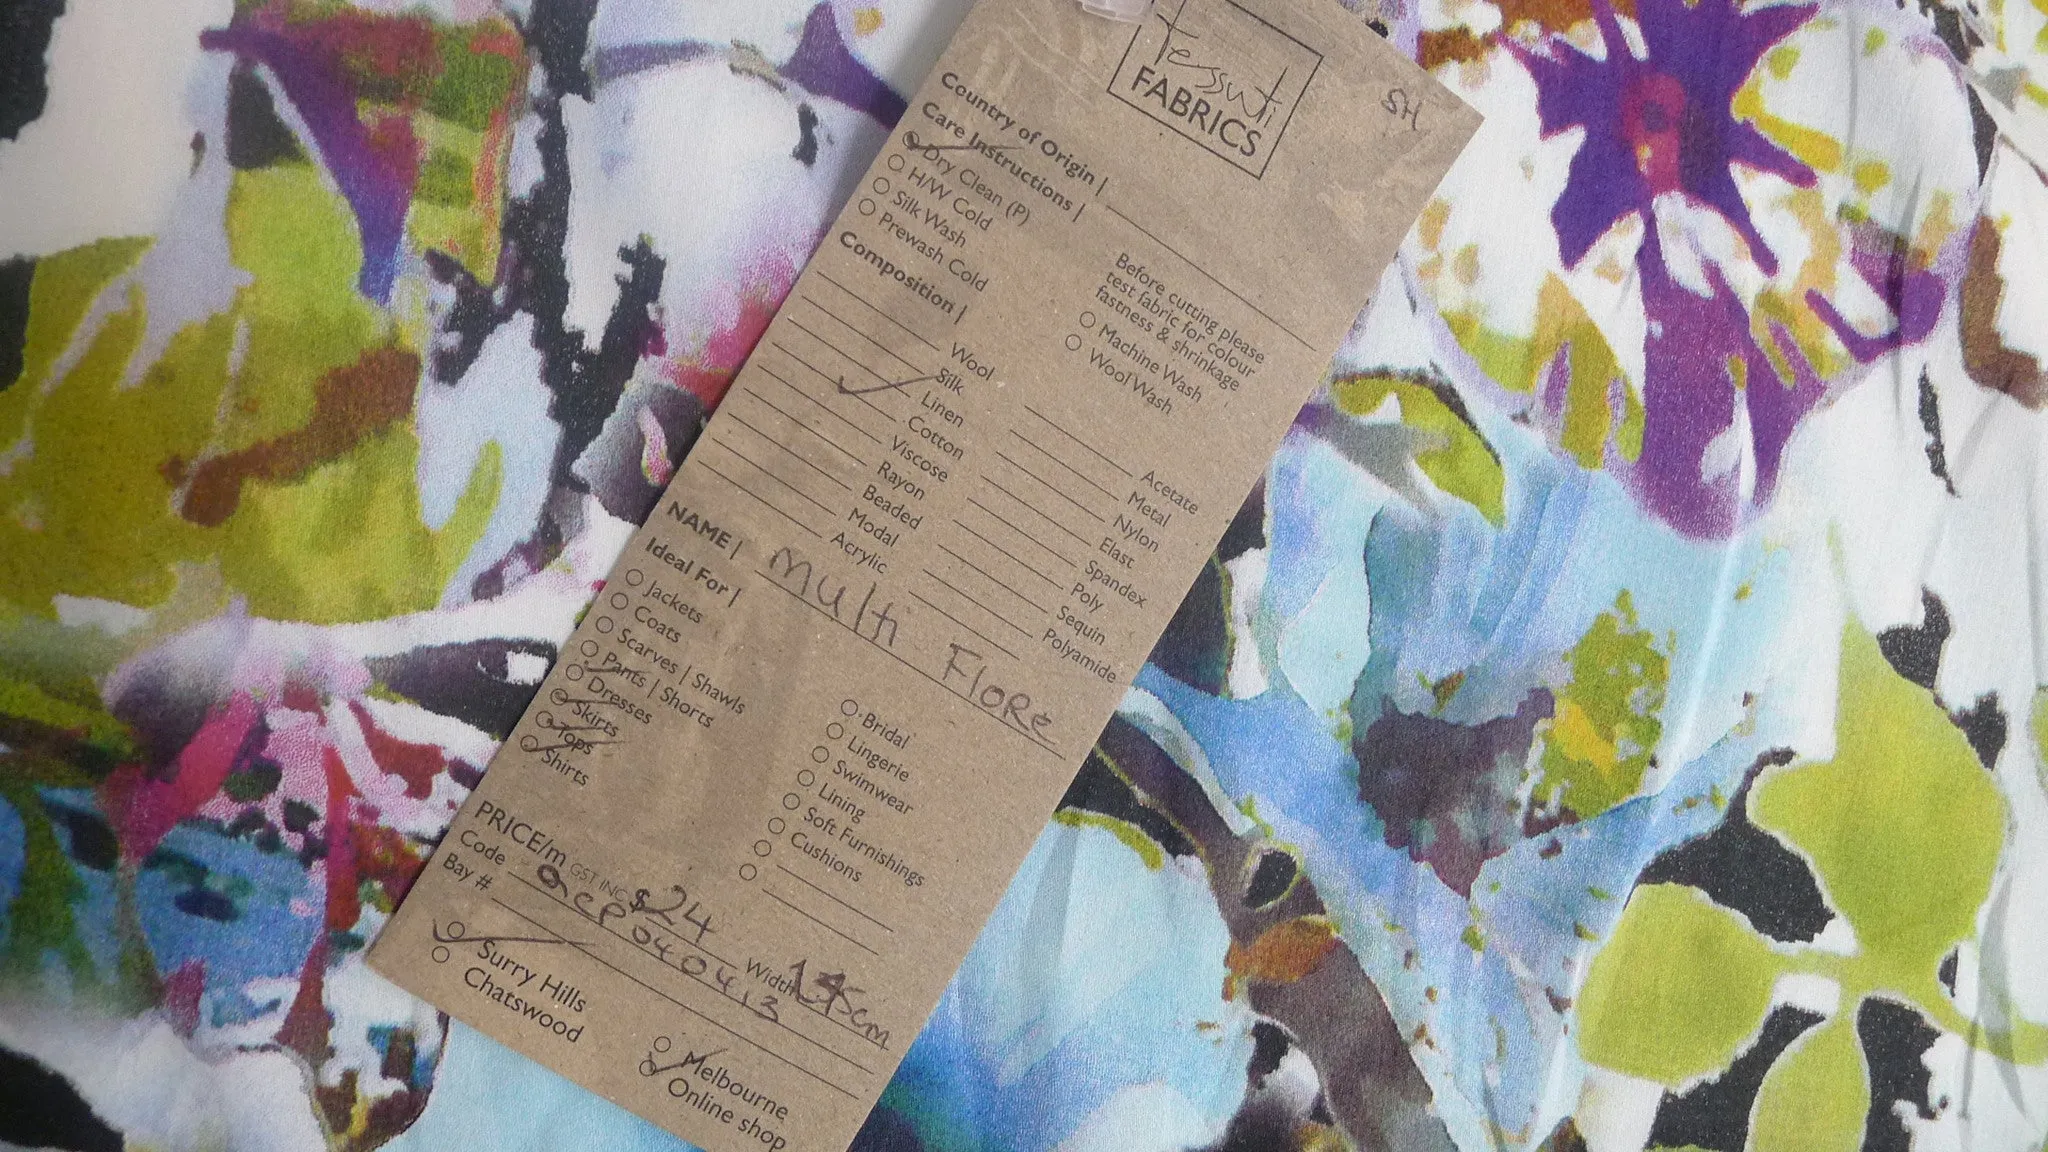 Tessuti
FABRICS
SH
Country of Origin |
Care Instructions |
Dry Clean (P)
H/W Cold
Silk Wash
Prewash Cold
Before cutting please
test fabric for colour
fastness & shrinkage
Machine Wash
Wool Wash
Composition |
Wool
Silk
Linen
Cotton
Viscose
Rayon
Beaded
Modal
Acrylic
Acetate
Metal
Nylon
Elast
Spandex
Poly
Sequin
Polyamide
NAME | Multi Flore
Ideal For |
Jackets
Coats
Scarves | Shawls
Pants | Shorts
Dresses
Skirts
Tops
Shirts
Bridal
Lingerie
Swimwear
Lining
Soft Furnishings
Cushions
PRICE/m GST INC $24 Width 145cm
Code acp040413
Bay #
Surry Hills
Chatswood
Melbourne
Online shop